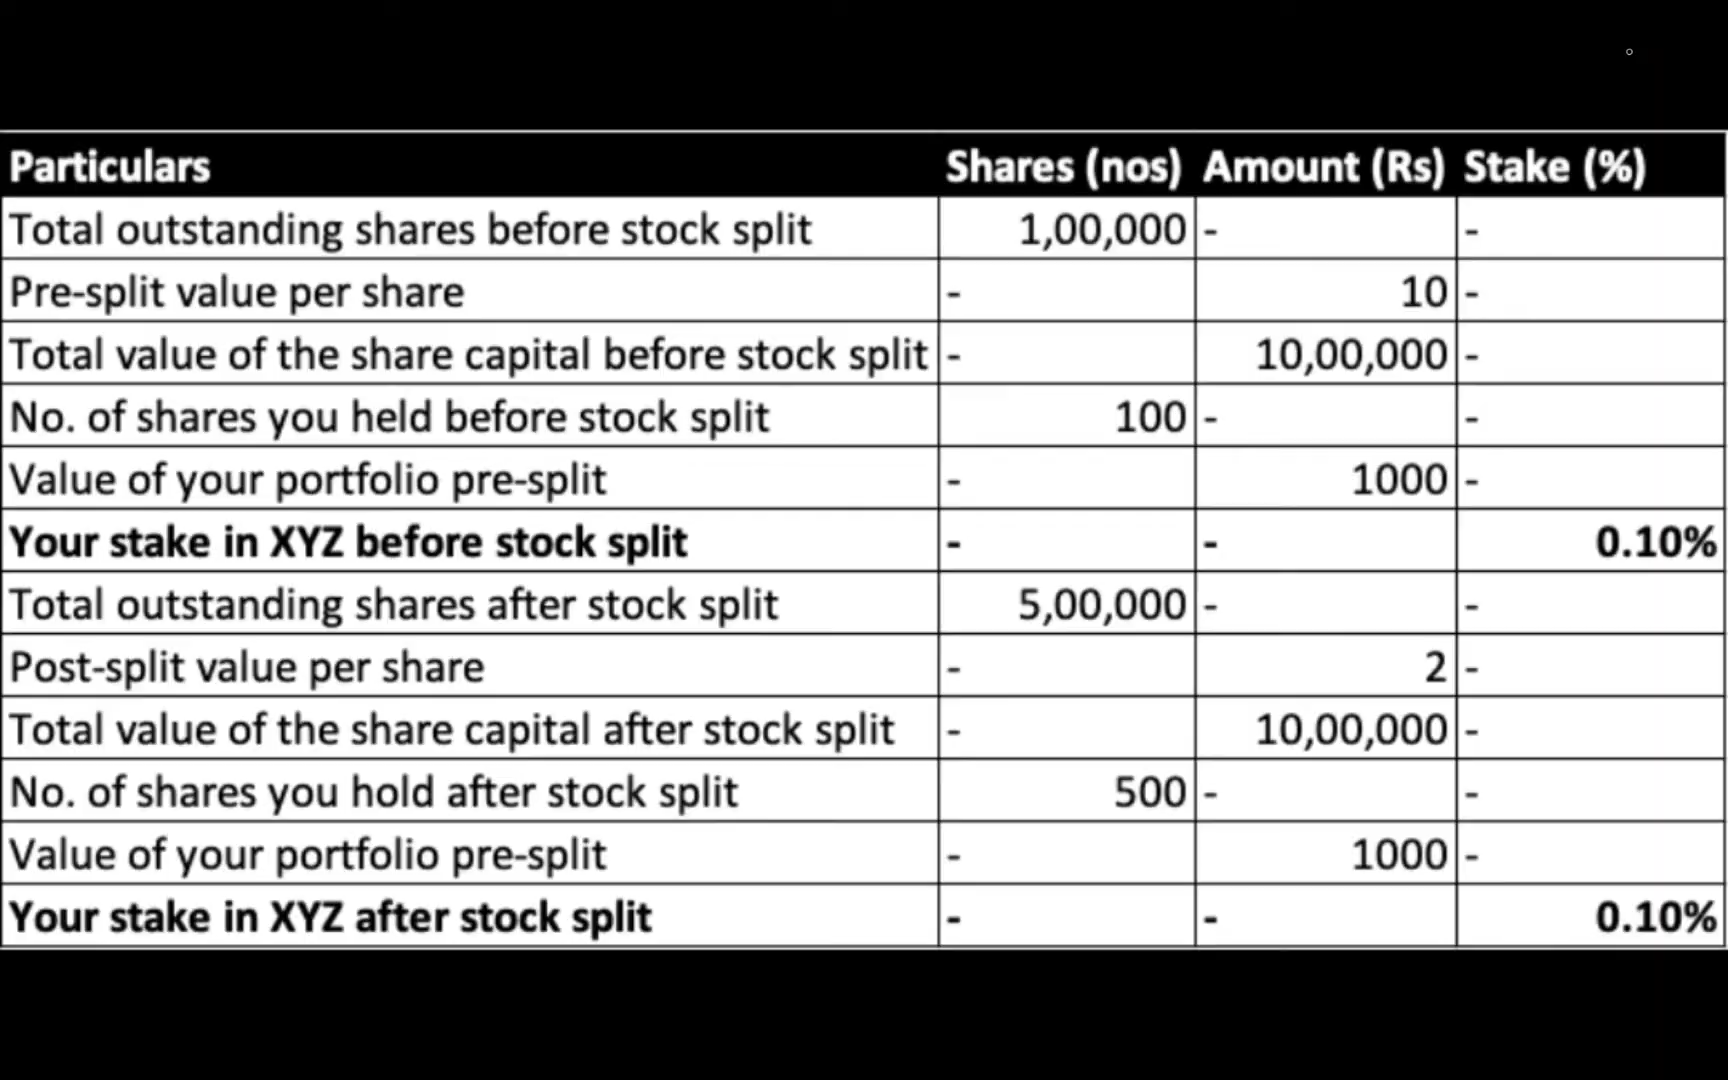 Particulars Shares (nos) Amount (Rs) Stake (%)
Total outstanding shares before stock split 1,00,000 - -
Pre-split value per share - 10 -
Total value of the share capital before stock split - 10,00,000 -
No. of shares you held before stock split 100 - -
Value of your portfolio pre-split - 1000 -
Your stake in XYZ before stock split - - 0.10%
Total outstanding shares after stock split 5,00,000 - -
Post-split value per share - 2 -
Total value of the share capital after stock split - 10,00,000 -
No. of shares you hold after stock split 500 - -
Value of your portfolio pre-split - 1000 -
Your stake in XYZ after stock split - - 0.10%